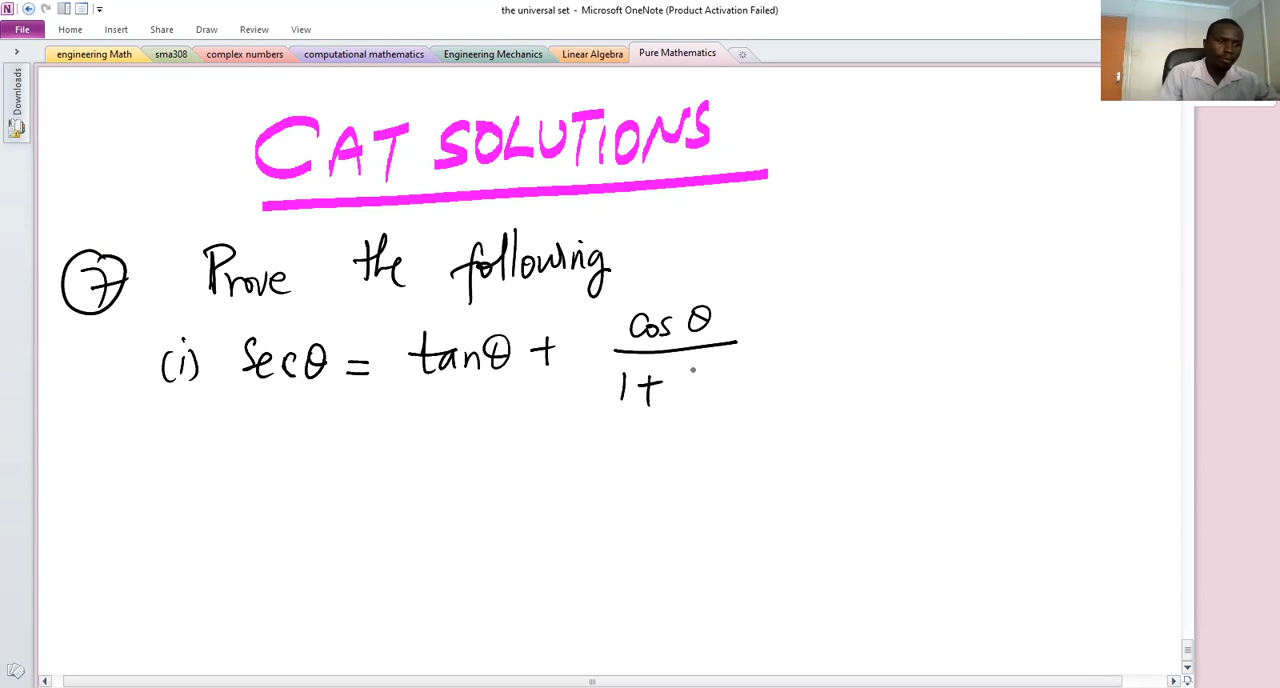 the universal set - Microsoft OneNote (Product Activation Failed)
File Home Insert Share Draw Review View
engineering Math sma308 complex numbers computational mathematics Engineering Mechanics Linear Algebra Pure Mathematics
Downloads
CAT SOLUTIONS
7 Prove the following
(i) Secθ = tanθ + cos θ / 1+